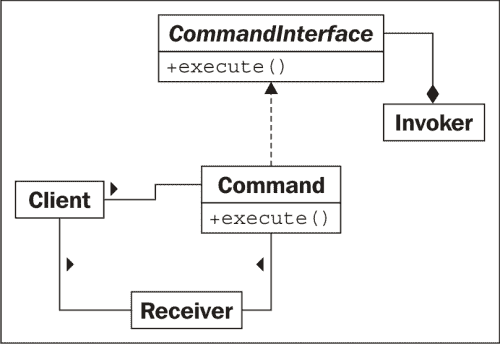 CommandInterface
+execute()
Invoker
Command
Client
+execute()
Receiver